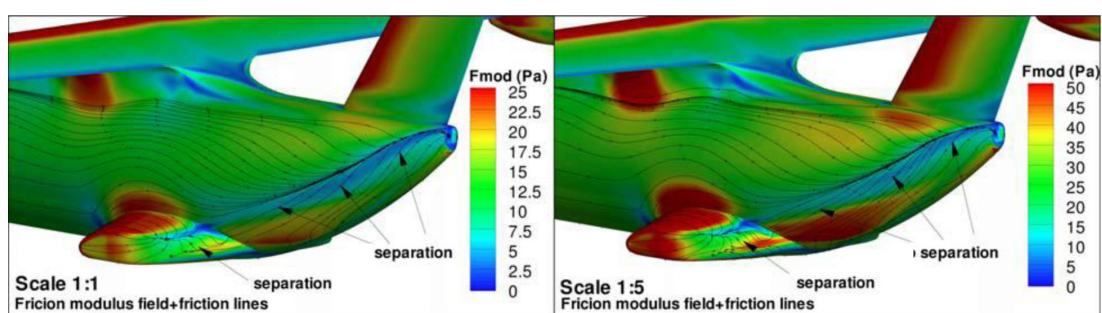 Fmod (Pa)
25
22.5
20
17.5
15
12.5
10
7.5
5
2.5
0
separation
separation
Scale 1:1
Fricion modulus field+friction lines
Fmod (Pa)
50
45
40
35
30
25
20
15
10
5
0
separation
separation
Scale 1:5
Fricion modulus field+friction lines